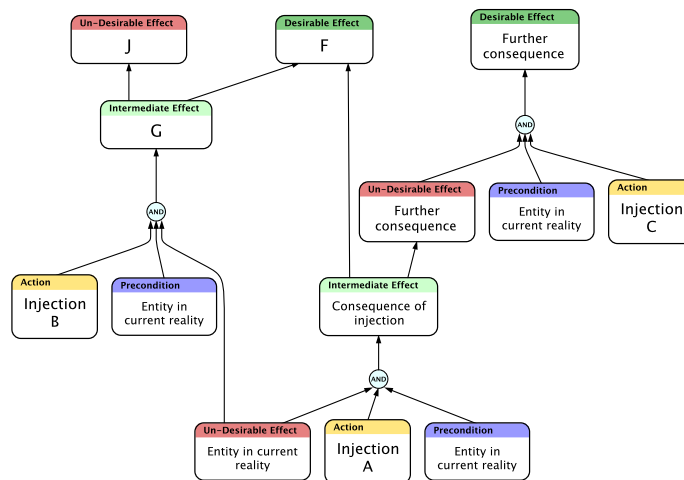 Un-Desirable Effect
J
Desirable Effect
F
Desirable Effect
Further
consequence
Intermediate Effect
G
AND
Un-Desirable Effect
Further
consequence
Precondition
Entity in
current reality
Action
Injection
C
AND
Action
Injection
B
Precondition
Entity in
current reality
Intermediate Effect
Consequence of
injection
AND
Un-Desirable Effect
Entity in current
reality
Action
Injection
A
Precondition
Entity in
current reality